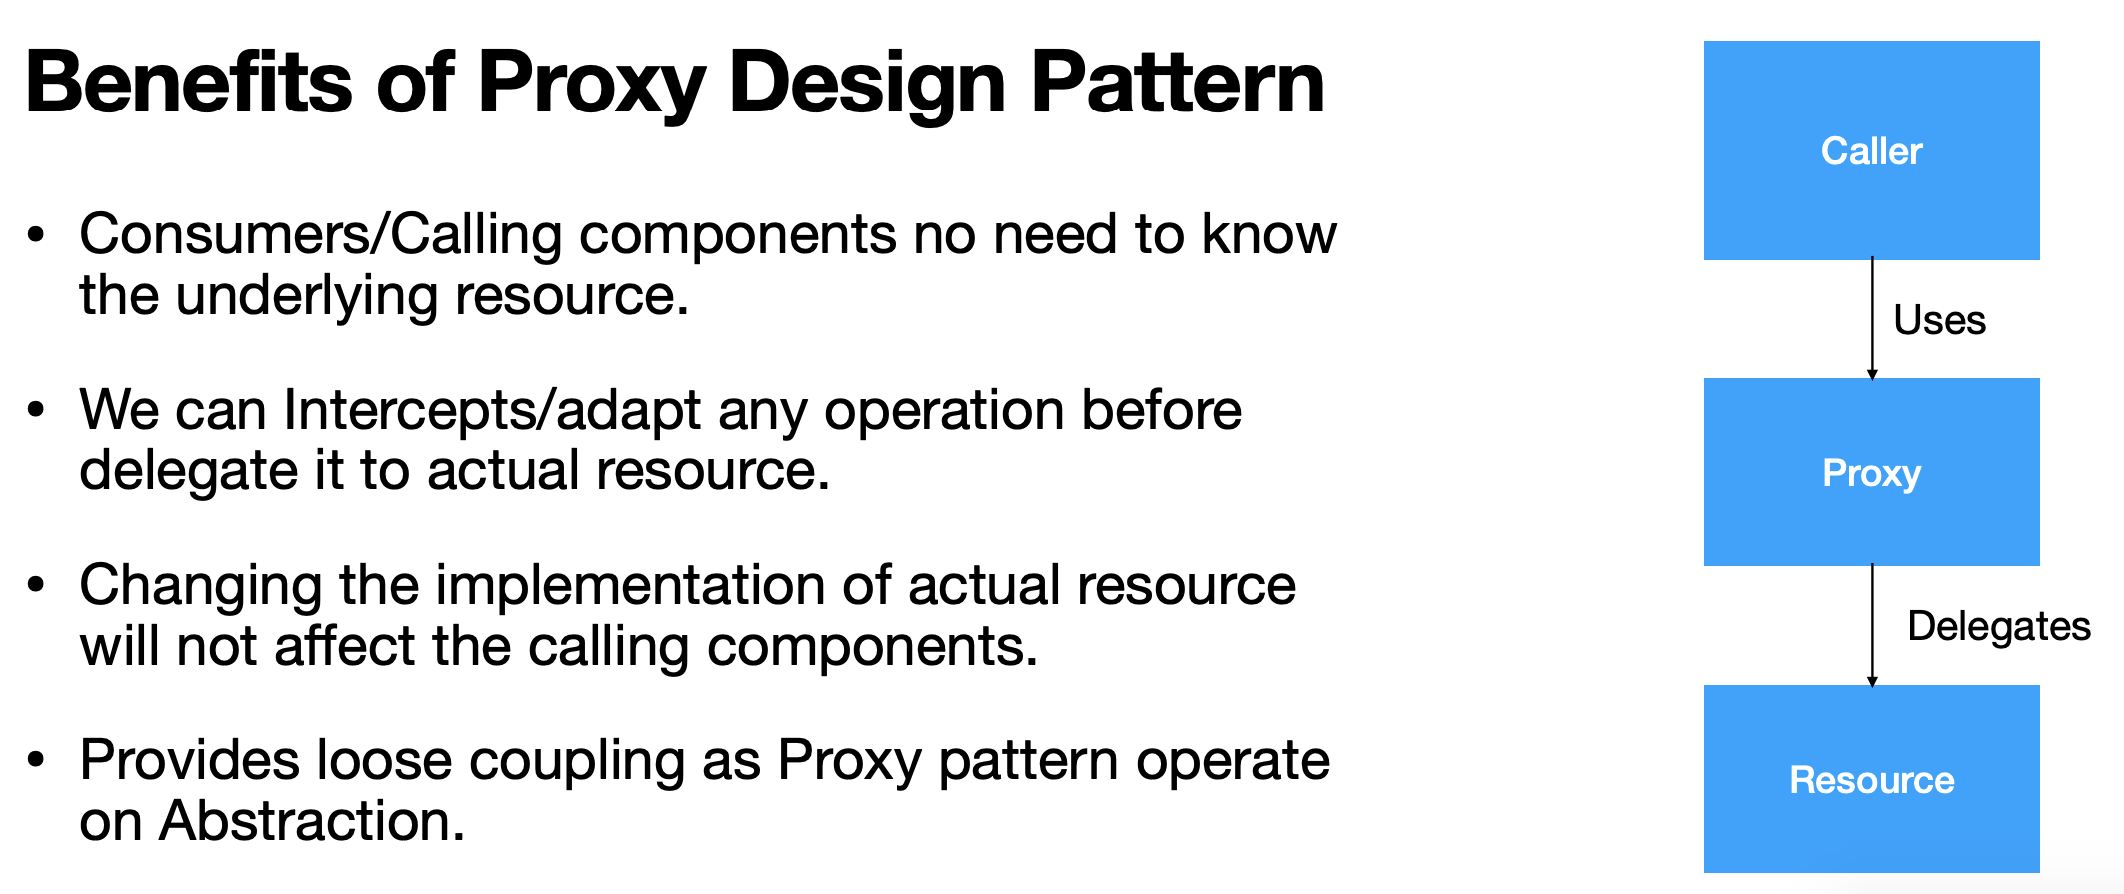 Benefits of Proxy Design Pattern
• Consumers/Calling components no need to know
the underlying resource.
• We can Intercepts/adapt any operation before
delegate it to actual resource.
• Changing the implementation of actual resource
will not affect the calling components.
• Provides loose coupling as Proxy pattern operate
on Abstraction.
Caller
Uses
Proxy
Delegates
Resource